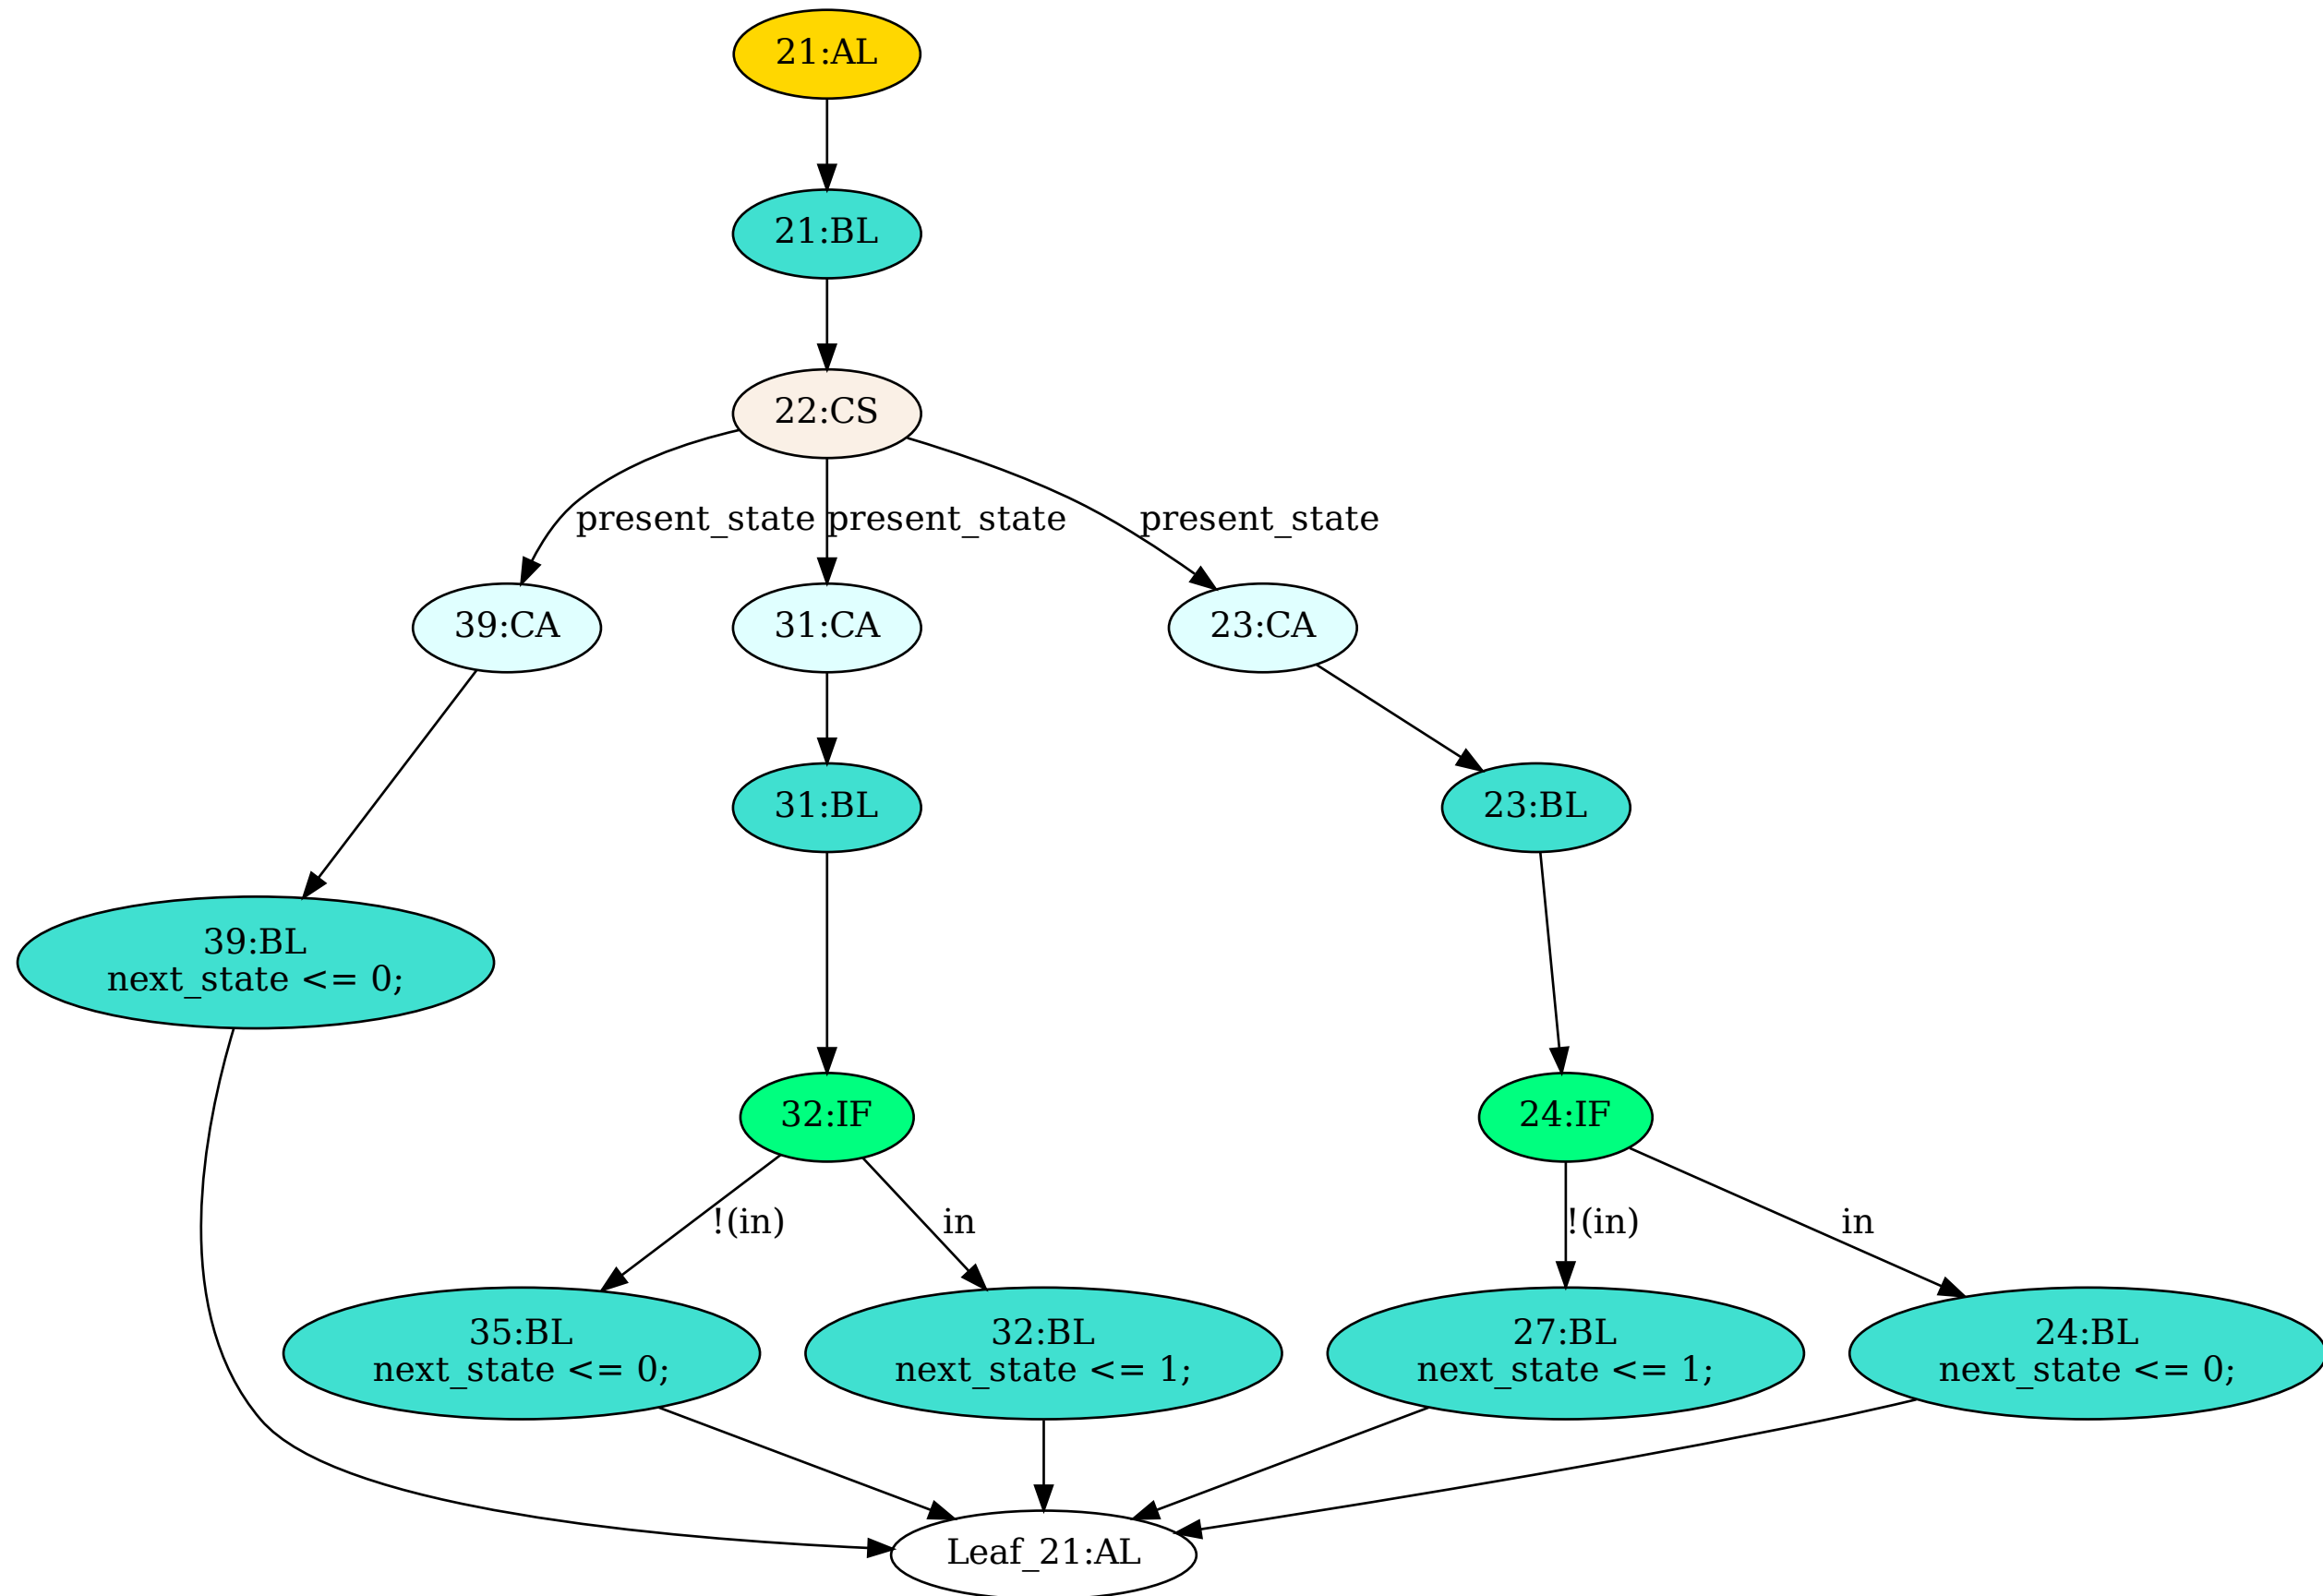 21:AL
21:BL
22:CS
present_state
present_state
present_state
39:CA
31:CA
23:CA
31:BL
23:BL
39:BL
next_state <= 0;
32:IF
24:IF
!(in)
in
!(in)
in
35:BL
next_state <= 0;
32:BL
next_state <= 1;
27:BL
next_state <= 1;
24:BL
next_state <= 0;
Leaf_21:AL